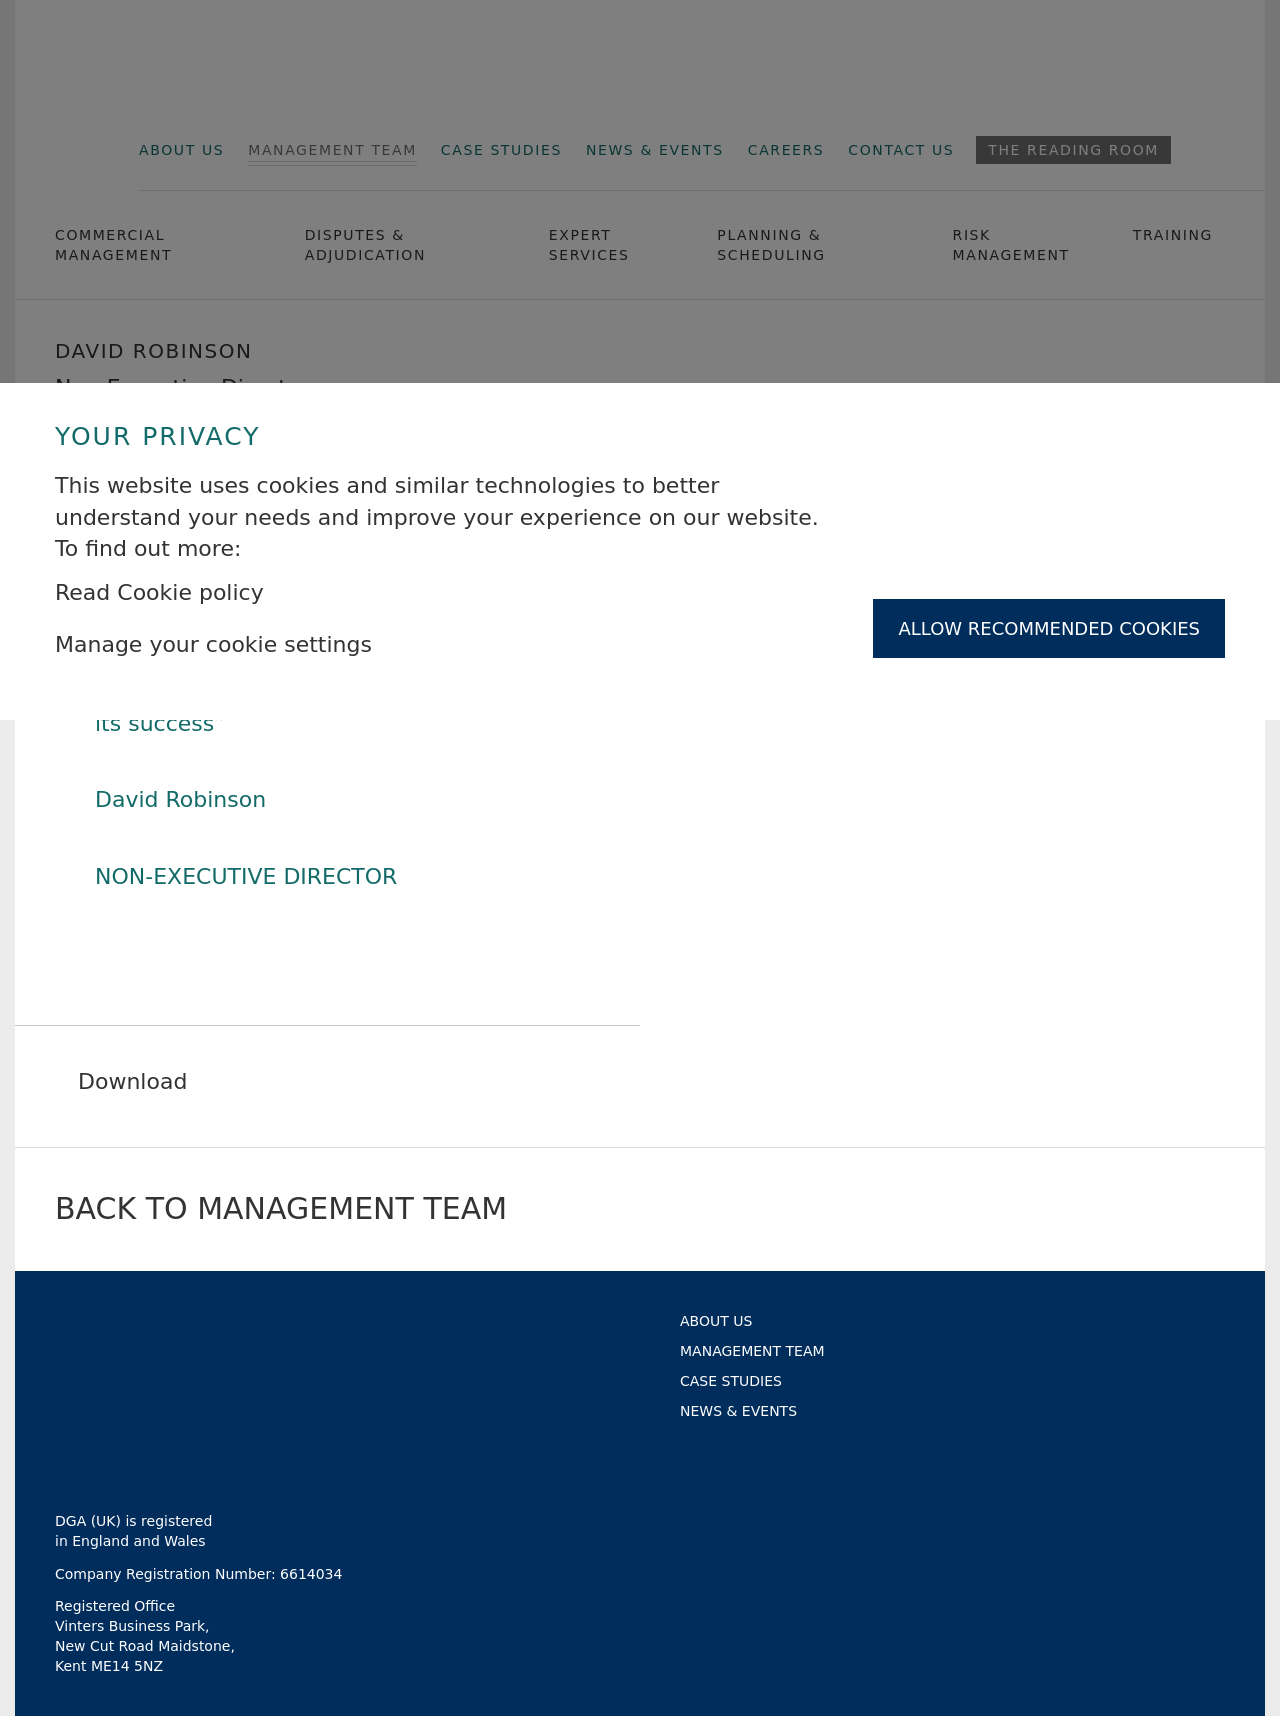 ABOUT US MANAGEMENT TEAM CASE STUDIES NEWS & EVENTS CAREERS CONTACT US THE READING ROOM
COMMERCIAL
MANAGEMENT
DISPUTES &
ADJUDICATION
EXPERT
SERVICES
PLANNING &
SCHEDULING
RISK
MANAGEMENT
TRAINING
DAVID ROBINSON
YOUR PRIVACY
This website uses cookies and similar technologies to better
understand your needs and improve your experience on our website.
To find out more:
Read Cookie policy
Manage your cookie settings
ALLOW RECOMMENDED COOKIES
its success
David Robinson
NON-EXECUTIVE DIRECTOR
Download
BACK TO MANAGEMENT TEAM
ABOUT US
MANAGEMENT TEAM
CASE STUDIES
NEWS & EVENTS
DGA (UK) is registered
in England and Wales
Company Registration Number: 6614034
Registered Office
Vinters Business Park,
New Cut Road Maidstone,
Kent ME14 5NZ